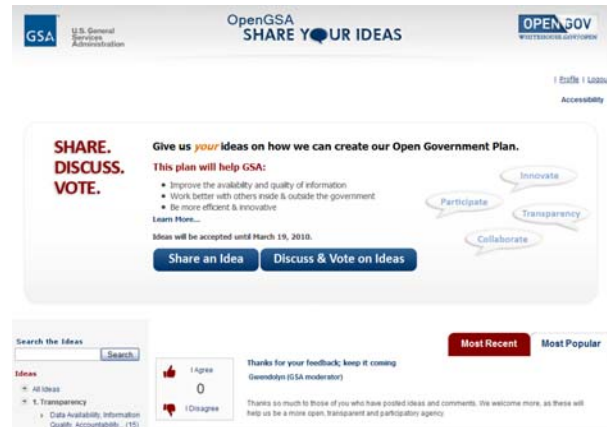 GSA
U.S. General
Services
Administration
OpenGSA
SHARE YOUR IDEAS
OPEN GOV
WHITEHOUSE.GOV/OPEN
| Profile | Logout
Accessibility
SHARE.
DISCUSS.
VOTE.
Give us your ideas on how we can create our Open Government Plan.
This plan will help GSA:
Improve the availability and quality of information
Work better with others inside & outside the government
Be more efficient & innovative
Learn More...
Ideas will be accepted until March 19, 2010.
Share an Idea
Discuss & Vote on Ideas
Innovate
Participate
Transparency
Collaborate
Search the Ideas
Search
Ideas
All Ideas
1. Transparency
Data Availability, Information
Quality, Accountability... (15)
Most Recent
Most Popular
I Agree
0
I Disagree
Thanks for your feedback; keep it coming
Gwendolyn (GSA moderator)
Thanks so much to those of you who have posted ideas and comments. We welcome more, as these will
help us be a more open, transparent and participatory agency